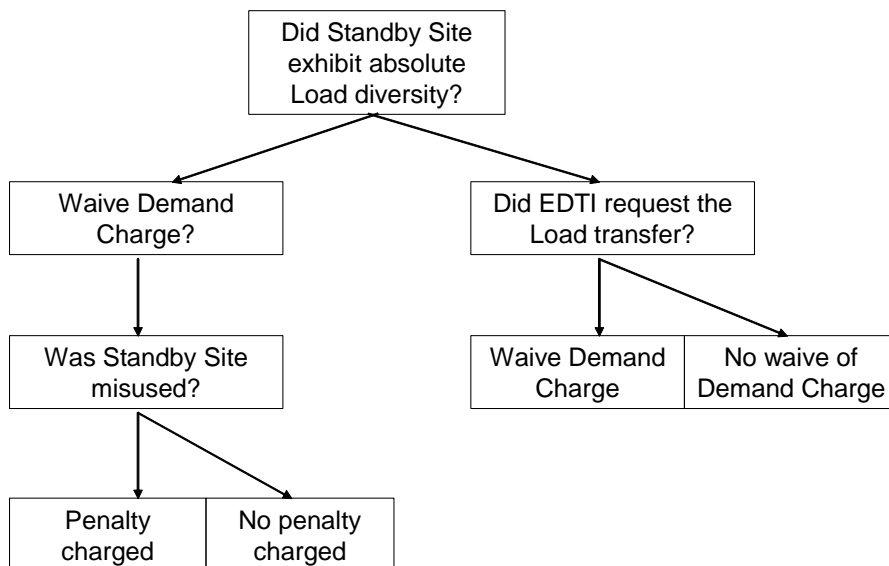 Did Standby Site
exhibit absolute
Load diversity?
Waive Demand
Charge?
Did EDTI request the
Load transfer?
Was Standby Site
misused?
Waive Demand
Charge
No waive of
Demand Charge
Penalty
charged
No penalty
charged